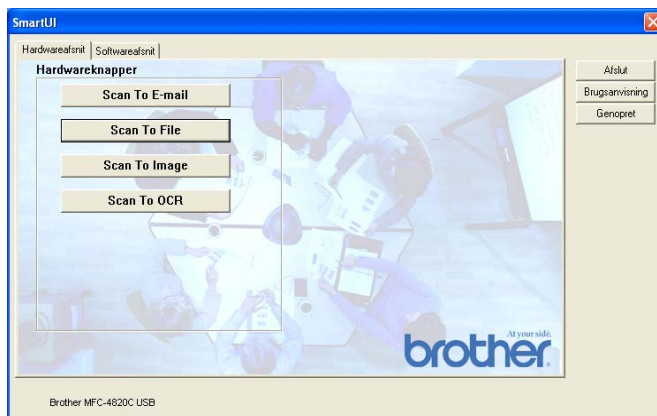 SmartUI
Hardwareafsnit Softwareafsnit
Hardwareknapper
Scan To E-mail
Scan To File
Scan To Image
Scan To OCR
Afslut
Brugsanvisning
Genopret
At your side.
brother
Brother MFC-4820C USB